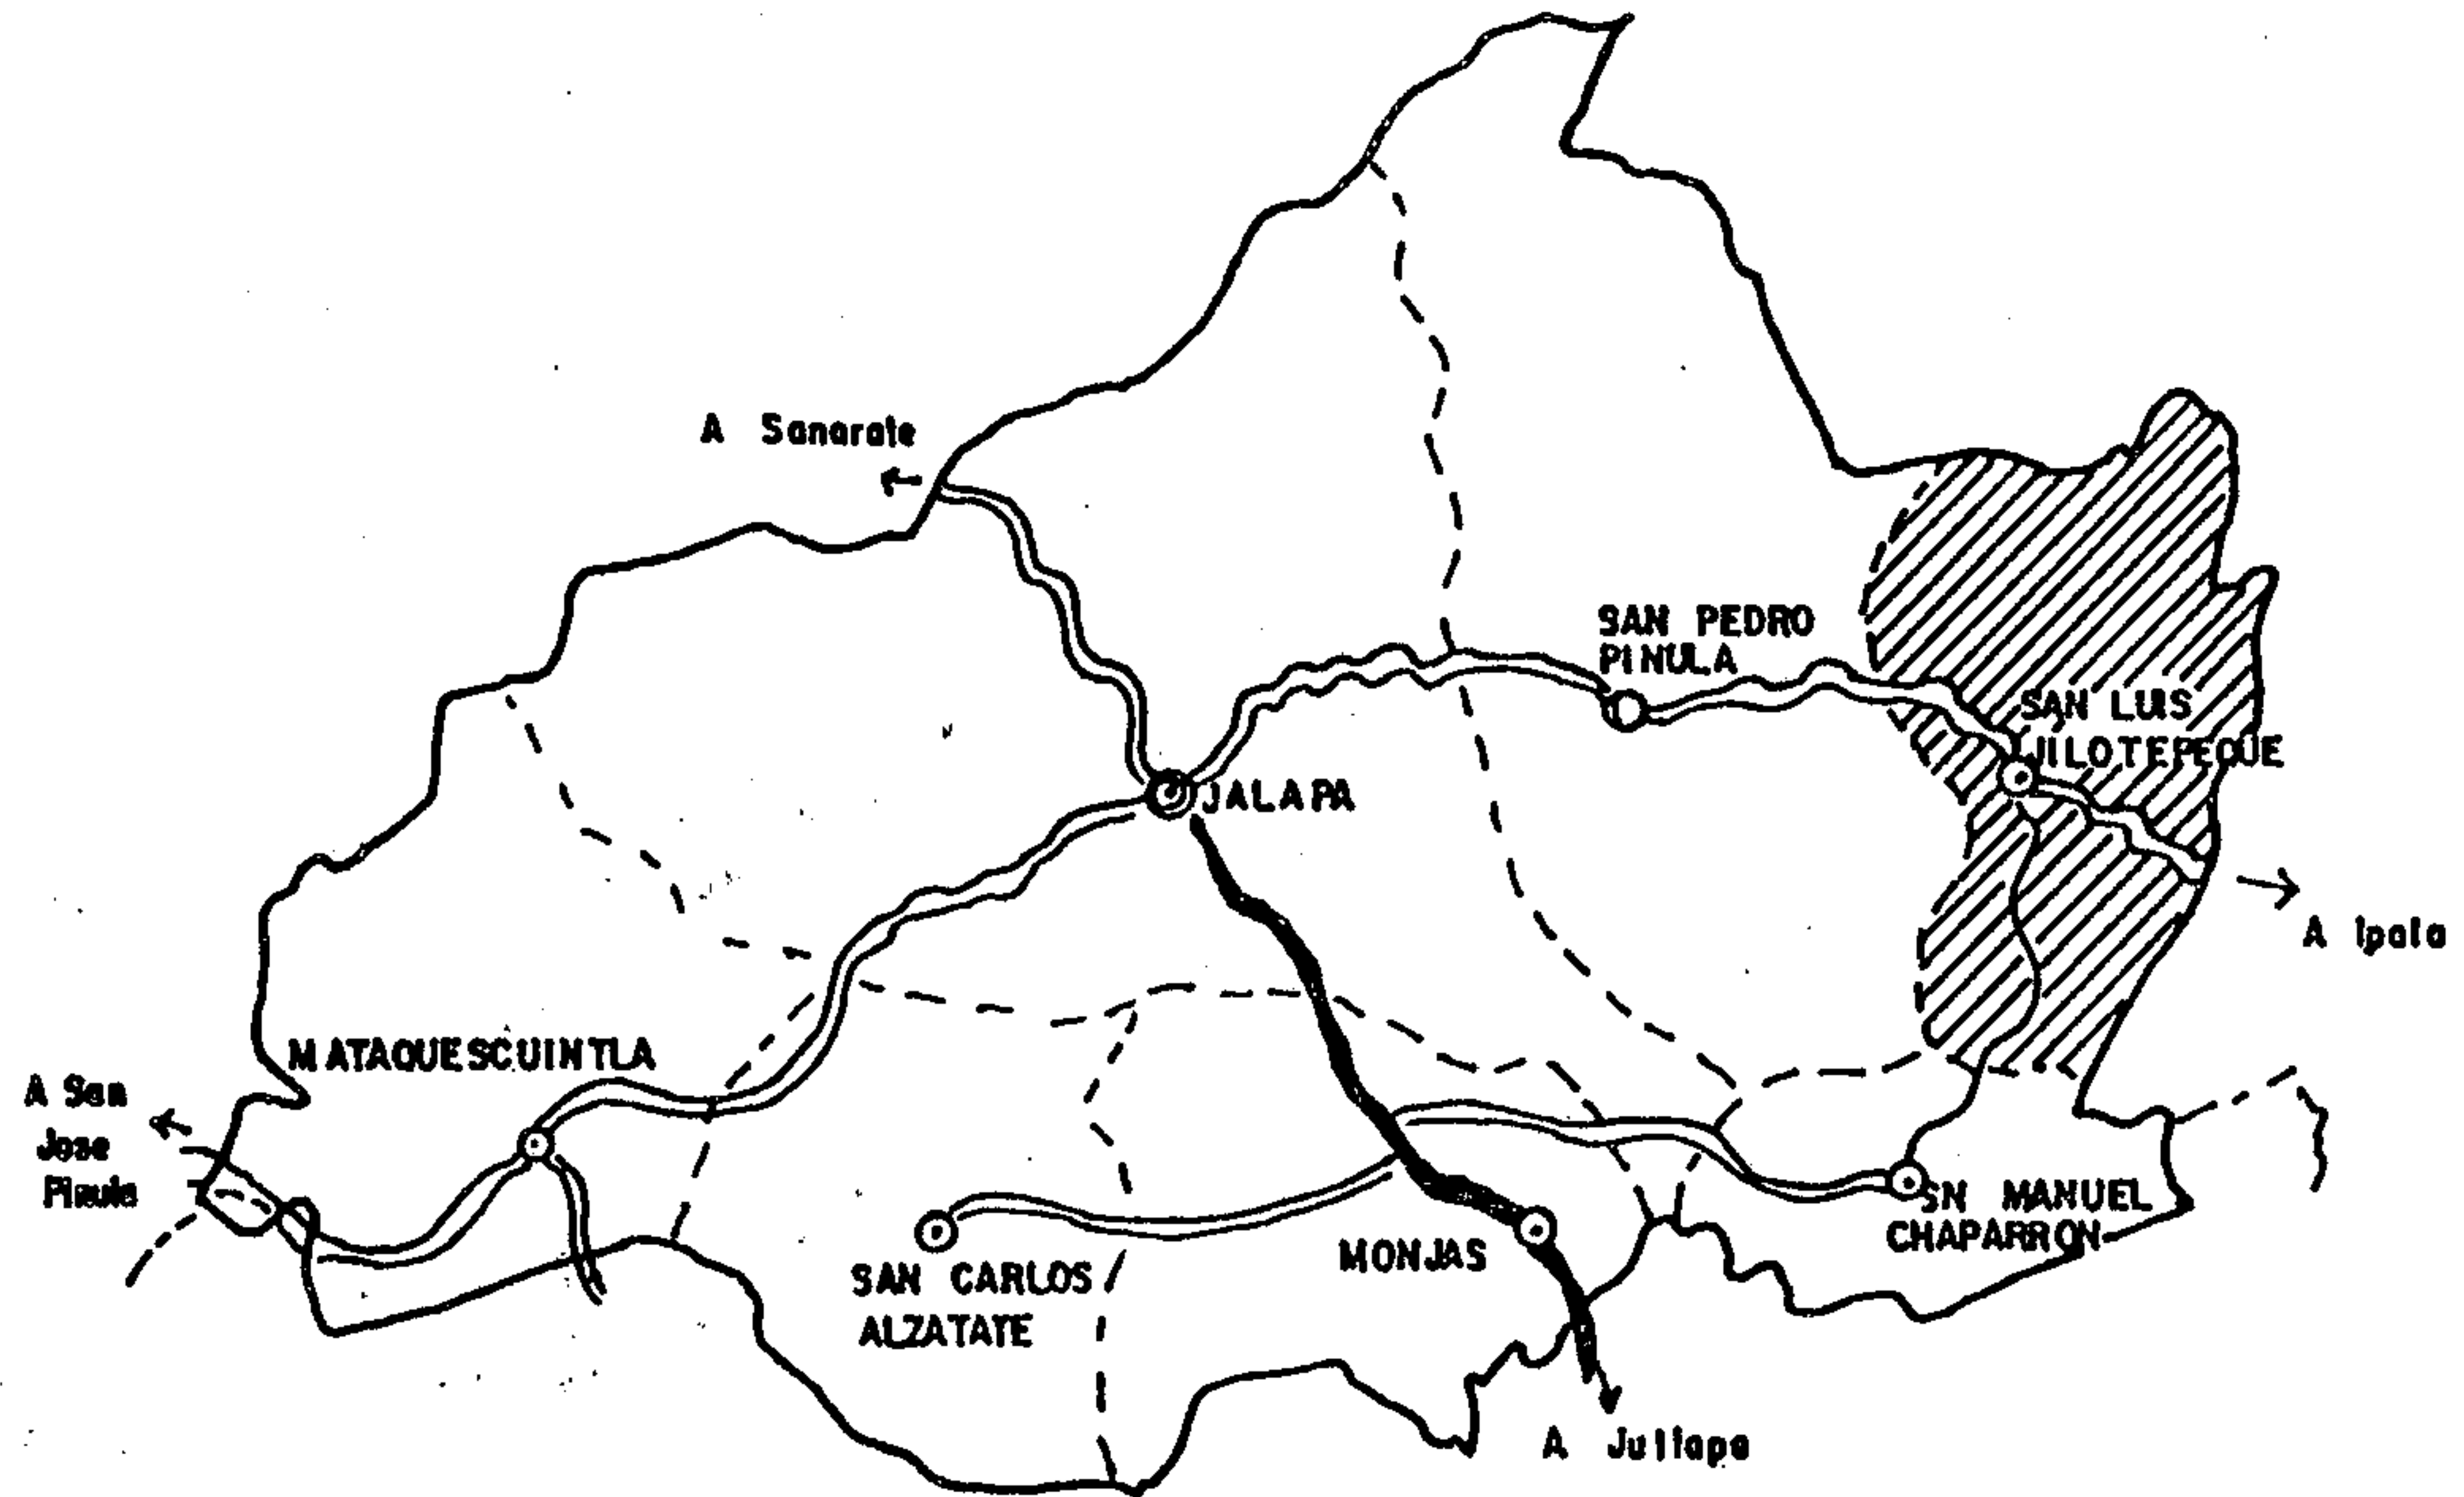 A Sanarate
SAN PEDRO
PINULA
SAN LUIS
JILOTEPEQUE
JALAPA
A Ipala
MATAQUESCUINTLA
A San
Jose
Pinula
SN MANUEL
CHAPARRON
MONJAS
SAN CARLOS
ALZATATE
A Jutiapa